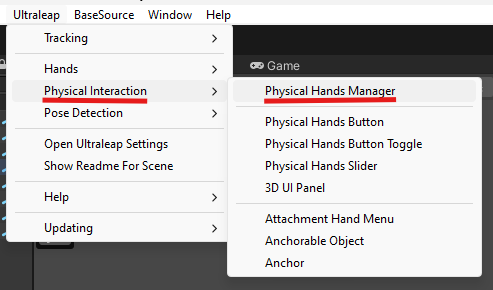 Ultraleap BaseSource Window Help
Tracking
Hands
Physical Interaction
Pose Detection
Open Ultraleap Settings
Show Readme For Scene
Help
Updating
Game
Physical Hands Manager
Physical Hands Button
Physical Hands Button Toggle
Physical Hands Slider
3D UI Panel
Attachment Hand Menu
Anchorable Object
Anchor